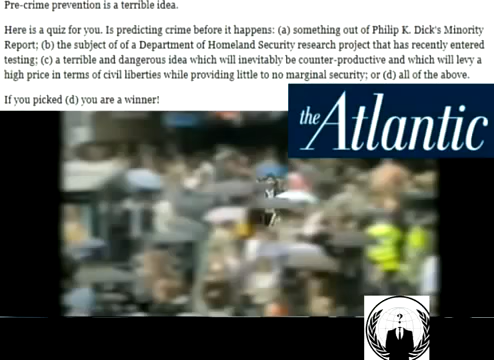 Pre-crime prevention is a terrible idea.
Here is a quiz for you. Is predicting crime before it happens: (a) something out of Philip K. Dick's Minority
Report; (b) the subject of of a Department of Homeland Security research project that has recently entered
testing; (c) a terrible and dangerous idea which will inevitably be counter-productive and which will levy a
high price in terms of civil liberties while providing little to no marginal security; or (d) all of the above.
If you picked (d) you are a winner!
the Atlantic
?